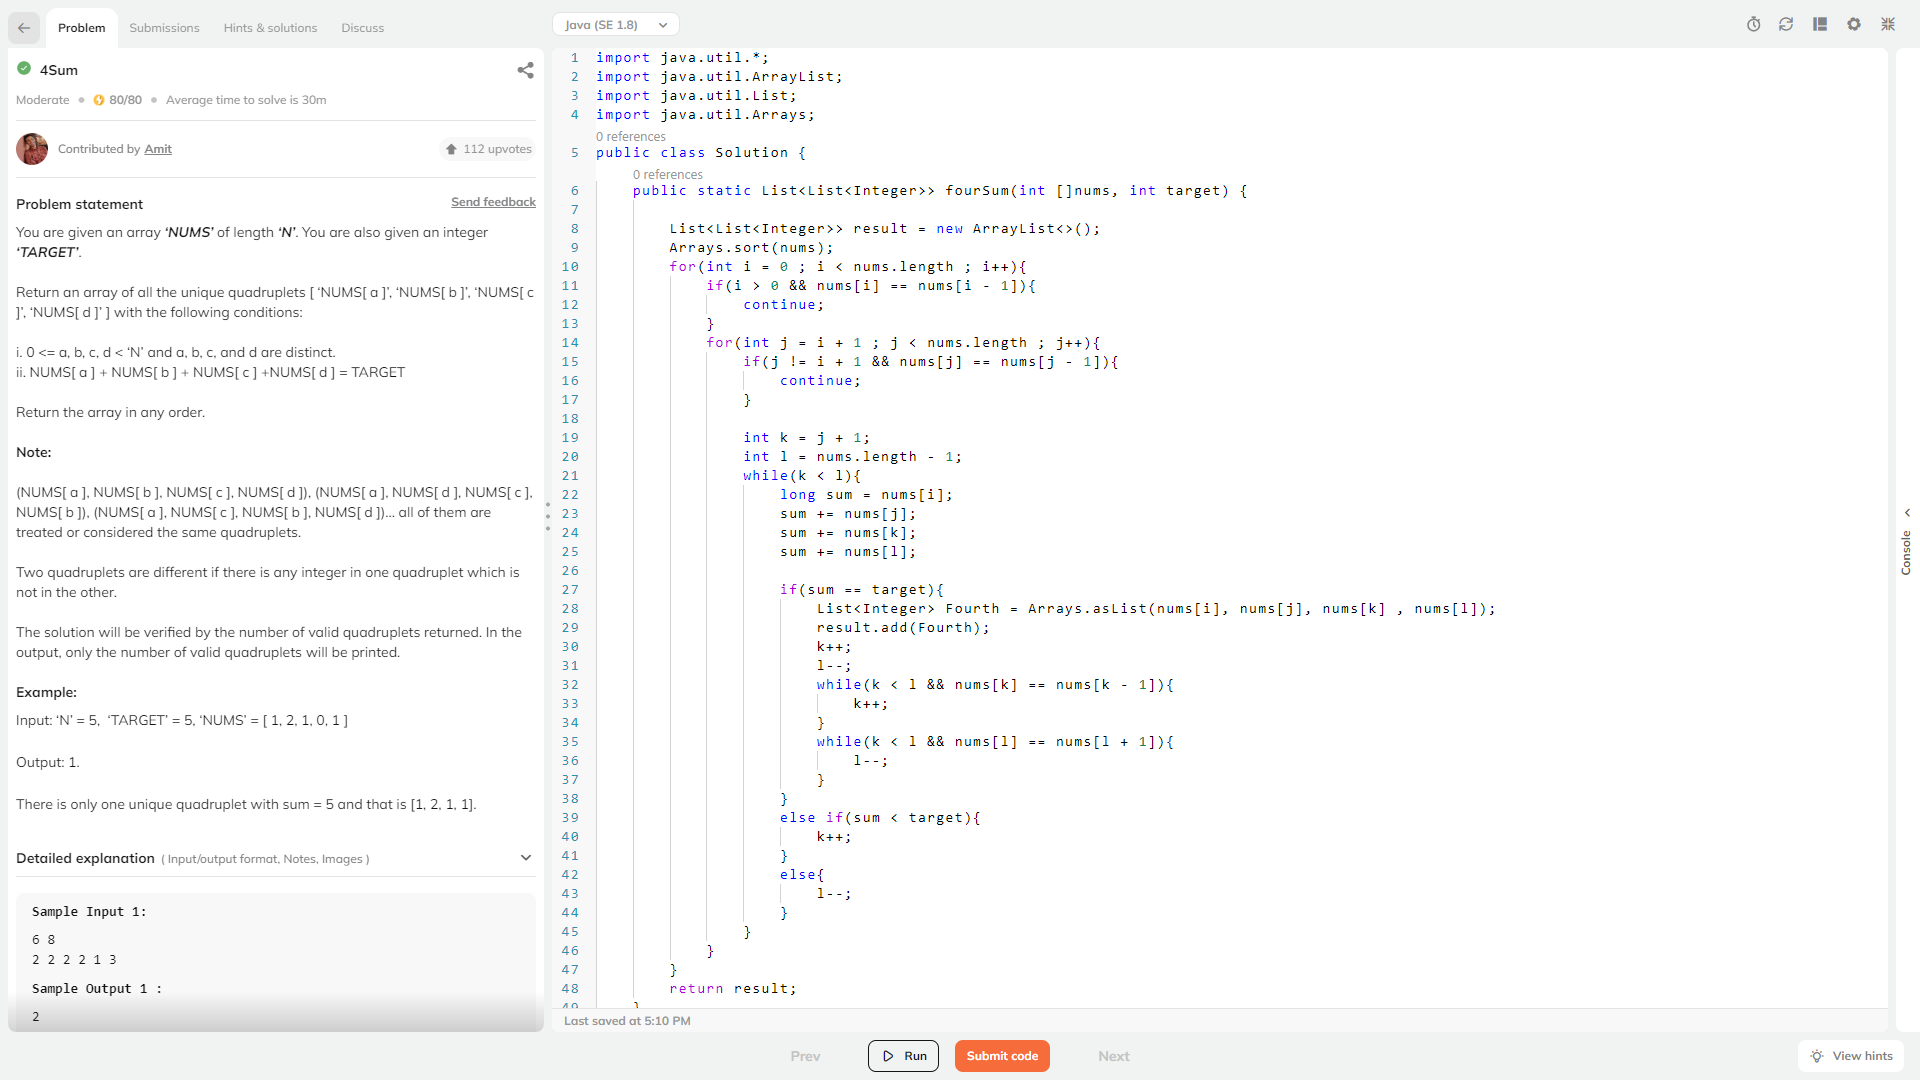 Problem
Submissions
Hints & solutions
Discuss
4Sum
Moderate
80/80
Average time to solve is 30m
Contributed by Amit
112 upvotes
Problem statement
Send feedback
You are given an array ‘NUMS’ of length ‘N’. You are also given an integer
‘TARGET’.
Return an array of all the unique quadruplets [ ‘NUMS[ a ]’, ‘NUMS[ b ]’, ‘NUMS[ c
]’, ‘NUMS[ d ]’ ] with the following conditions:
i. 0 <= a, b, c, d < ‘N’ and a, b, c, and d are distinct.
ii. NUMS[ a ] + NUMS[ b ] + NUMS[ c ] +NUMS[ d ] = TARGET
Return the array in any order.
Note:
(NUMS[ a ], NUMS[ b ], NUMS[ c ], NUMS[ d ]), (NUMS[ a ], NUMS[ d ], NUMS[ c ],
NUMS[ b ]), (NUMS[ a ], NUMS[ c ], NUMS[ b ], NUMS[ d ])... all of them are
treated or considered the same quadruplets.
Two quadruplets are different if there is any integer in one quadruplet which is
not in the other.
The solution will be verified by the number of valid quadruplets returned. In the
output, only the number of valid quadruplets will be printed.
Example:
Input: ‘N’ = 5,  ‘TARGET’ = 5, ‘NUMS’ = [ 1, 2, 1, 0, 1 ]
Output: 1.
There is only one unique quadruplet with sum = 5 and that is [1, 2, 1, 1].
Detailed explanation ( Input/output format, Notes, Images )
Sample Input 1:
6 8
2 2 2 2 1 3
Sample Output 1 :
2
Java (SE 1.8)
1 import java.util.*;
2 import java.util.ArrayList;
3 import java.util.List;
4 import java.util.Arrays;
0 references
5 public class Solution {
0 references
6 public static List<List<Integer>> fourSum(int []nums, int target) {
7
8 List<List<Integer>> result = new ArrayList<>();
9 Arrays.sort(nums);
10 for(int i = 0 ; i < nums.length ; i++){
11 if(i > 0 && nums[i] == nums[i - 1]){
12 continue;
13 }
14 for(int j = i + 1 ; j < nums.length ; j++){
15 if(j != i + 1 && nums[j] == nums[j - 1]){
16 continue;
17 }
18
19 int k = j + 1;
20 int l = nums.length - 1;
21 while(k < l){
22 long sum = nums[i];
23 sum += nums[j];
24 sum += nums[k];
25 sum += nums[l];
26
27 if(sum == target){
28 List<Integer> Fourth = Arrays.asList(nums[i], nums[j], nums[k] , nums[l]);
29 result.add(Fourth);
30 k++;
31 l--;
32 while(k < l && nums[k] == nums[k - 1]){
33 k++;
34 }
35 while(k < l && nums[l] == nums[l + 1]){
36 l--;
37 }
38 }
39 else if(sum < target){
40 k++;
41 }
42 else{
43 l--;
44 }
45 }
46 }
47 }
48 return result;
49 }
Last saved at 5:10 PM
Console
Prev
Run
Submit code
Next
View hints